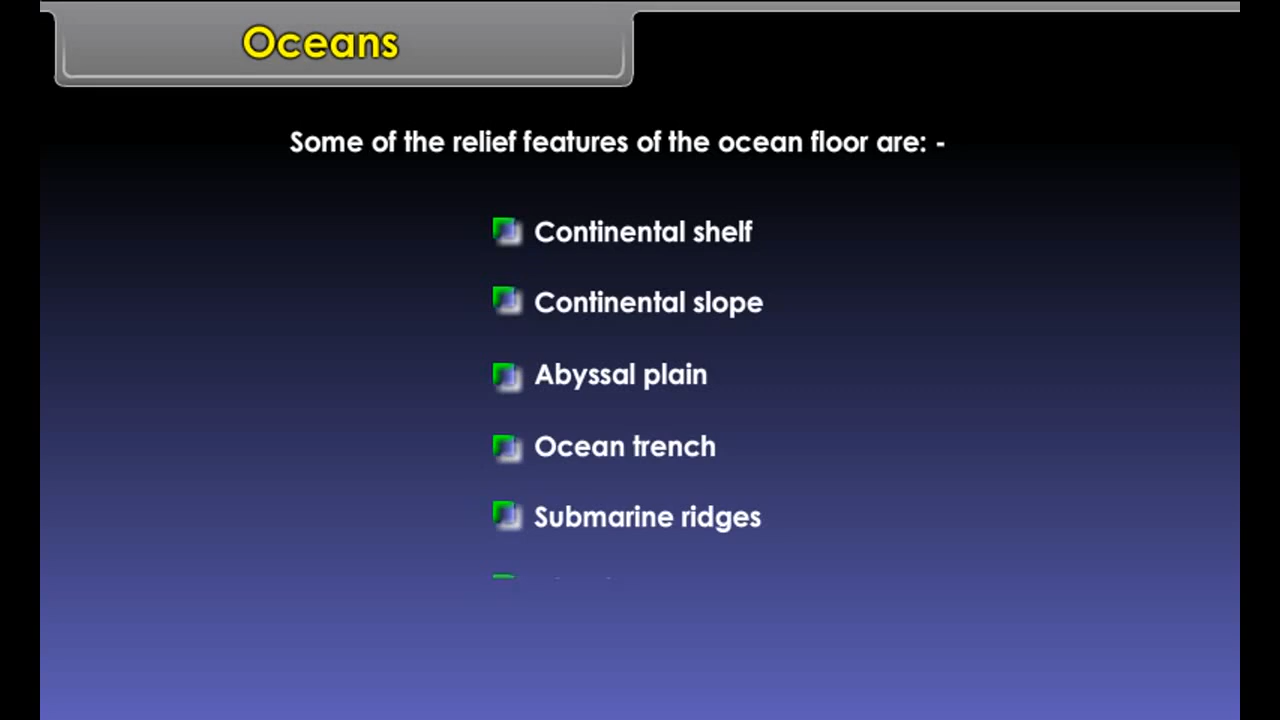 Oceans
Some of the relief features of the ocean floor are: -
Continental shelf
Continental slope
Abyssal plain
Ocean trench
Submarine ridges